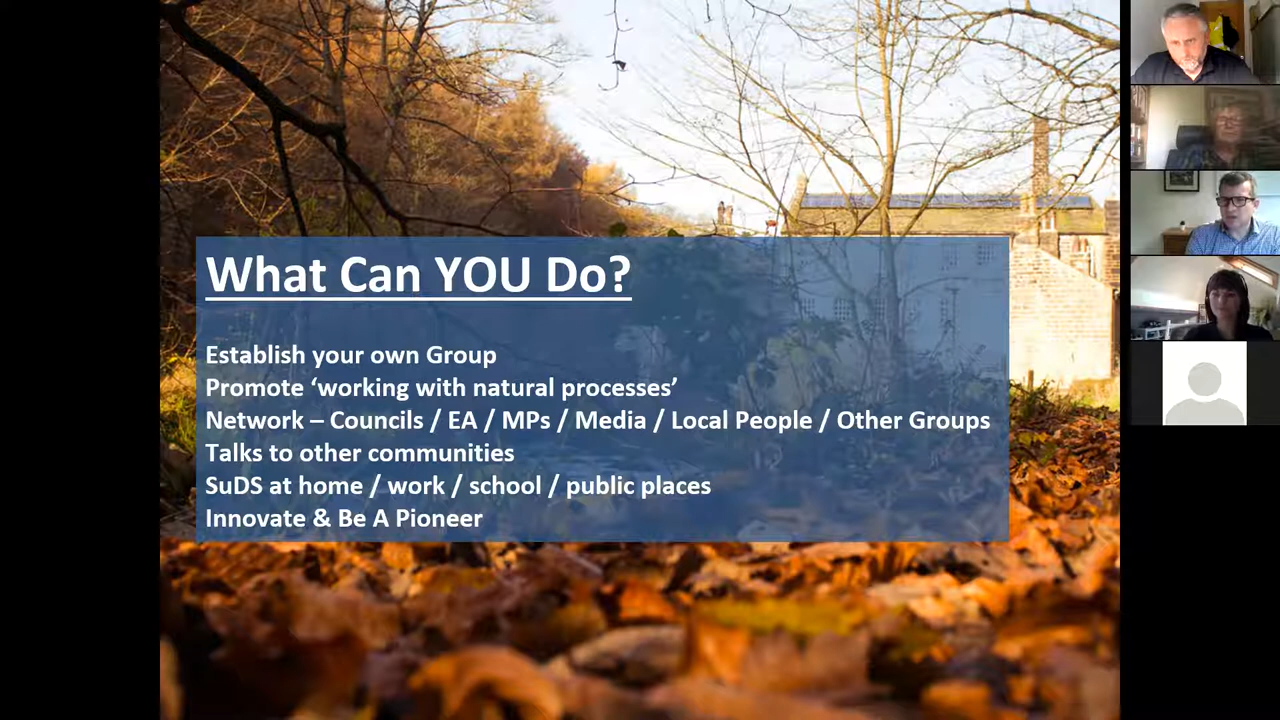 What Can YOU Do?
Establish your own Group
Promote ‘working with natural processes’
Network – Councils / EA / MPs / Media / Local People / Other Groups
Talks to other communities
SuDS at home / work / school / public places
Innovate & Be A Pioneer